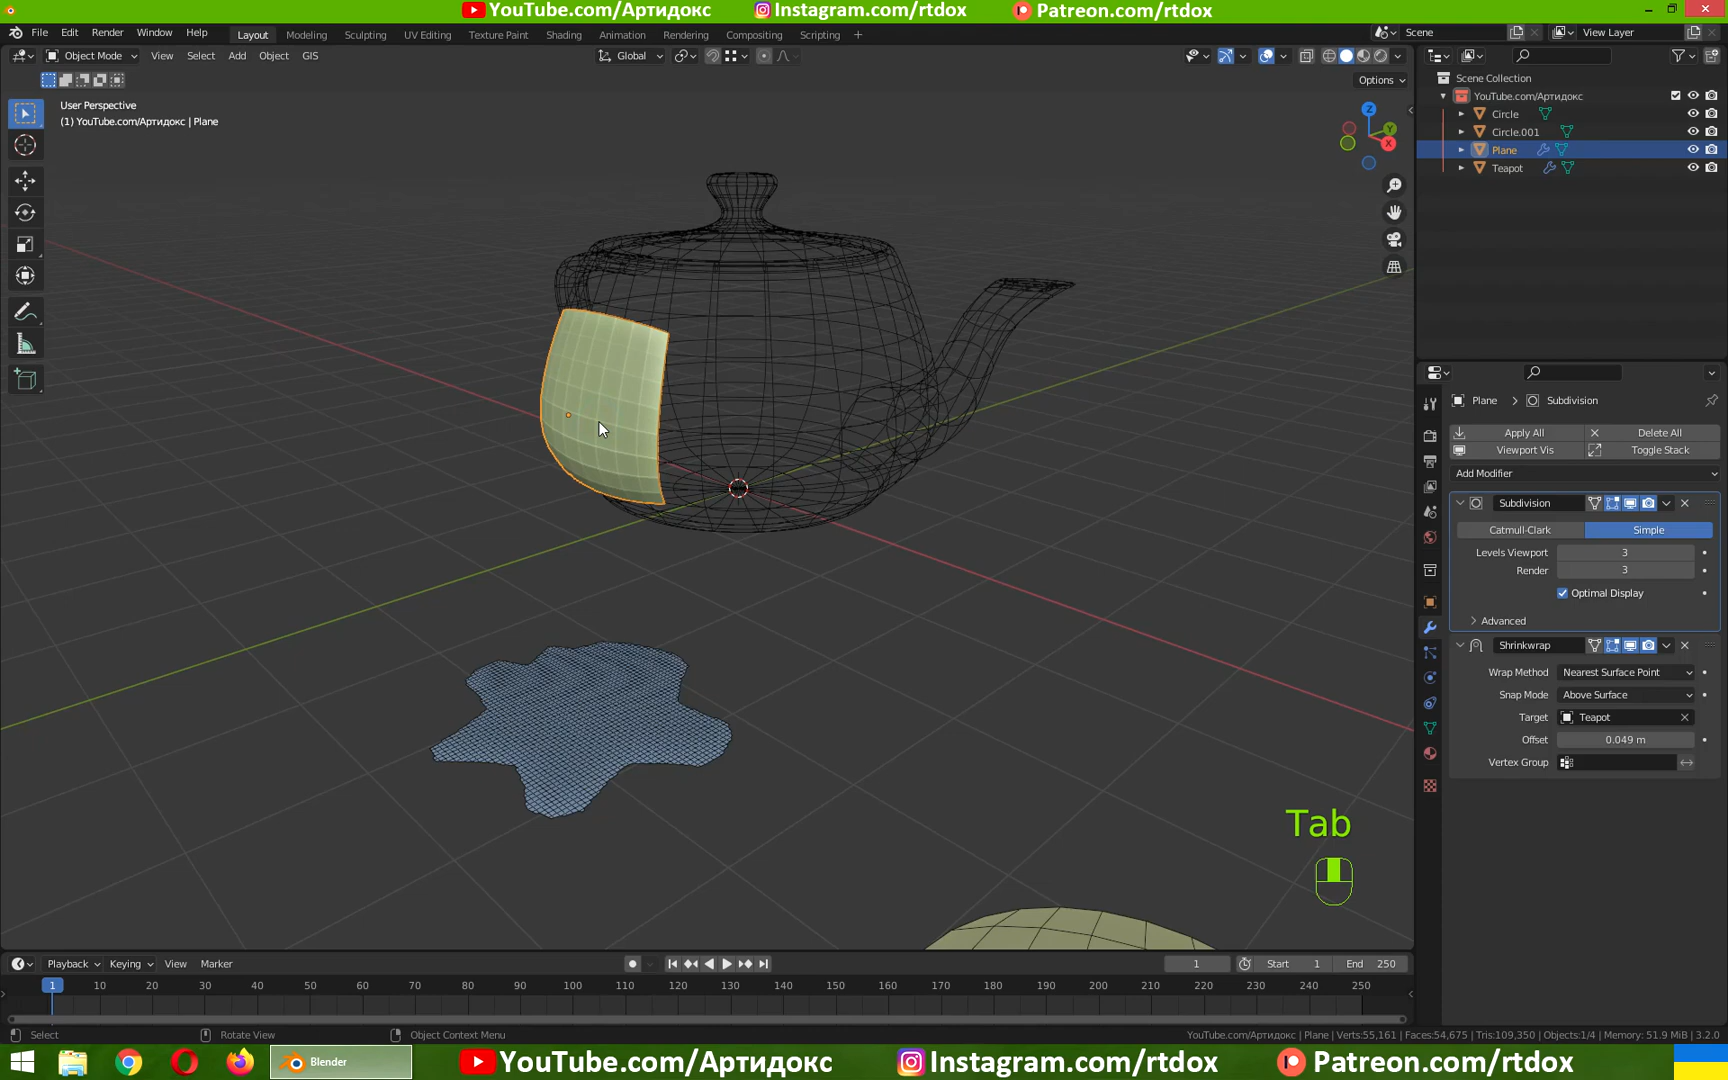 YouTube.com/Артидокс Instagram.com/rtdox Patreon.com/rtdox
File Edit Render Window Help Layout Modeling Sculpting UV Editing Texture Paint Shading Animation Rendering Compositing Scripting + Scene View Layer
Object Mode View Select Add Object GIS Global
Options
User Perspective
(1) YouTube.com/Артидокс | Plane
Z
Y
X
Scene Collection
YouTube.com/Артидокс
Circle
Circle.001
Plane
Teapot
Plane > Subdivision
Apply All Delete All
Viewport Vis Toggle Stack
Add Modifier
Subdivision
Catmull-Clark Simple
Levels Viewport 3
Render 3
Optimal Display
Advanced
Shrinkwrap
Wrap Method Nearest Surface Point
Snap Mode Above Surface
Target Teapot
Offset 0.049 m
Vertex Group
Tab
Playback Keying View Marker 1 Start 1 End 250
1 10 20 30 40 50 60 70 80 90 100 110 120 130 140 150 160 170 180 190 200 210 220 230 240 250
Select Rotate View Object Context Menu YouTube.com/Артидокс | Plane | Verts:55,161 | Faces:54,675 | Tris:109,350 | Objects:1/4 | Memory: 51.9 MiB | 3.2.0
Blender YouTube.com/Артидокс Instagram.com/rtdox Patreon.com/rtdox